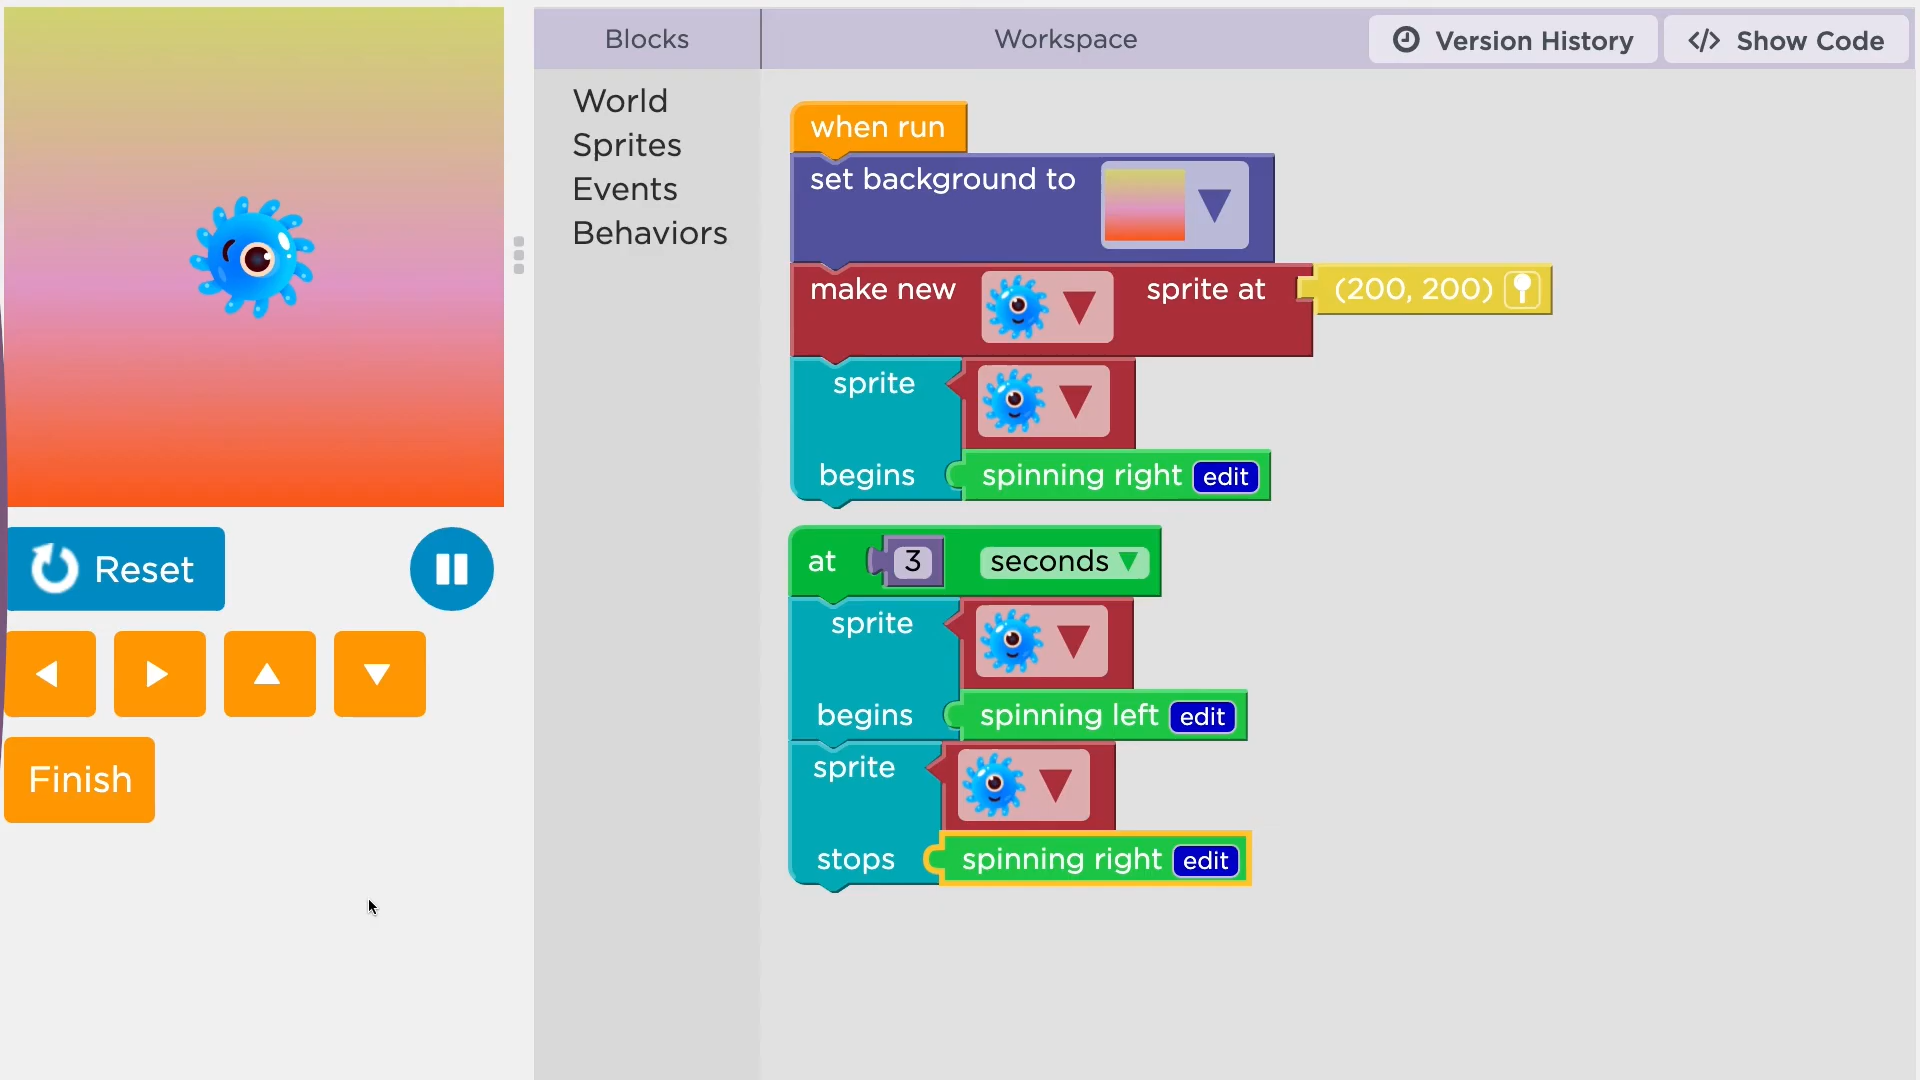 Blocks
Workspace
Version History
</> Show Code
World
Sprites
Events
Behaviors
when run
set background to
make new sprite at (200, 200)
sprite
begins spinning right edit
at 3 seconds
sprite
begins spinning left edit
sprite
stops spinning right edit
Reset
Finish